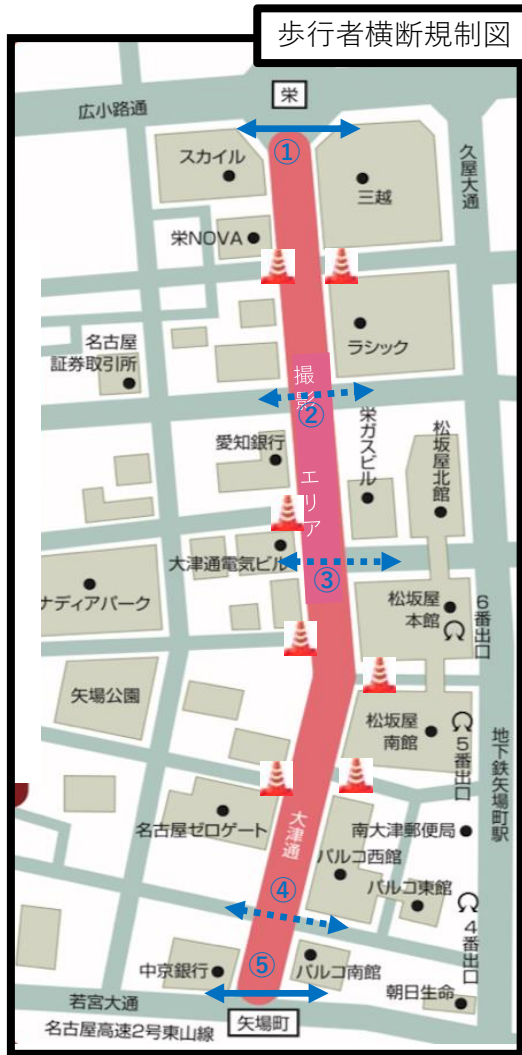 歩行者横断規制図
栄
広小路通
①
スカイル
三越
久屋大通
栄NOVA
ラシック
名古屋
証券取引所
撮影
②
エリア
愛知銀行
栄ガスビル
松坂屋北館
大津通電気ビル
③
ナディアパーク
松坂屋
本館
6番出口
矢場公園
松坂屋
南館
5番出口
地下鉄矢場町駅
名古屋ゼロゲート
大津通
南大津郵便局
パルコ西館
パルコ東館
④
4番出口
中京銀行
⑤
パルコ南館
朝日生命
若宮大通
矢場町
名古屋高速2号東山線